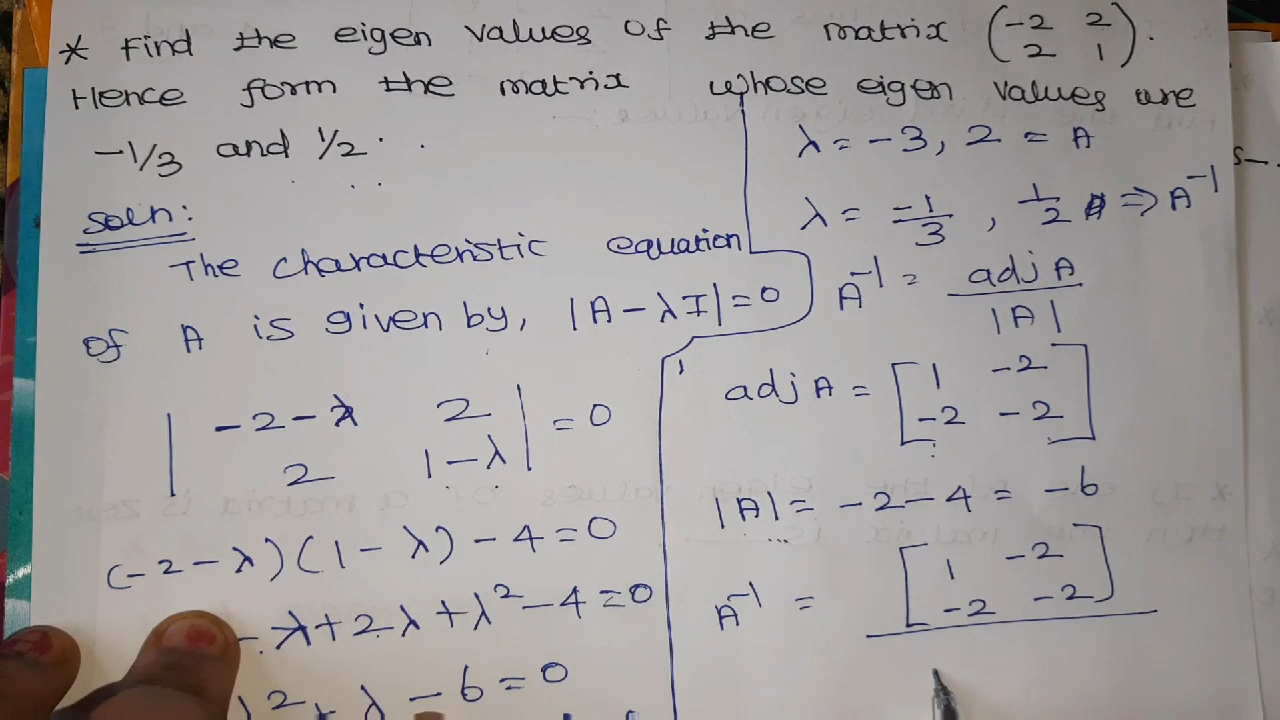 * Find the eigen values of the matrix (-2 2
2 1).
Hence form the matrix whose eigen values are
-1/3 and 1/2.
Soln:
The characteristic equation
of A is given by, |A-λI|=0
| -2-λ 2
2 1-λ | = 0
(-2-λ)(1-λ)-4=0
-λ+2λ+λ²-4=0
λ²+λ-6=0
λ=-3, 2 = A
λ = -1/3, 1/2 ⇒ A⁻¹
A⁻¹ = adj A
|A|
adj A = [1 -2
-2 -2]
|A| = -2-4 = -6
A⁻¹ = [1 -2
-2 -2]